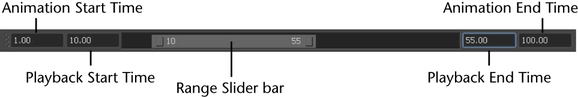 Animation Start Time Animation End Time
1.00 10.00 10 55 55.00 100.00
Playback Start Time Range Slider bar Playback End Time